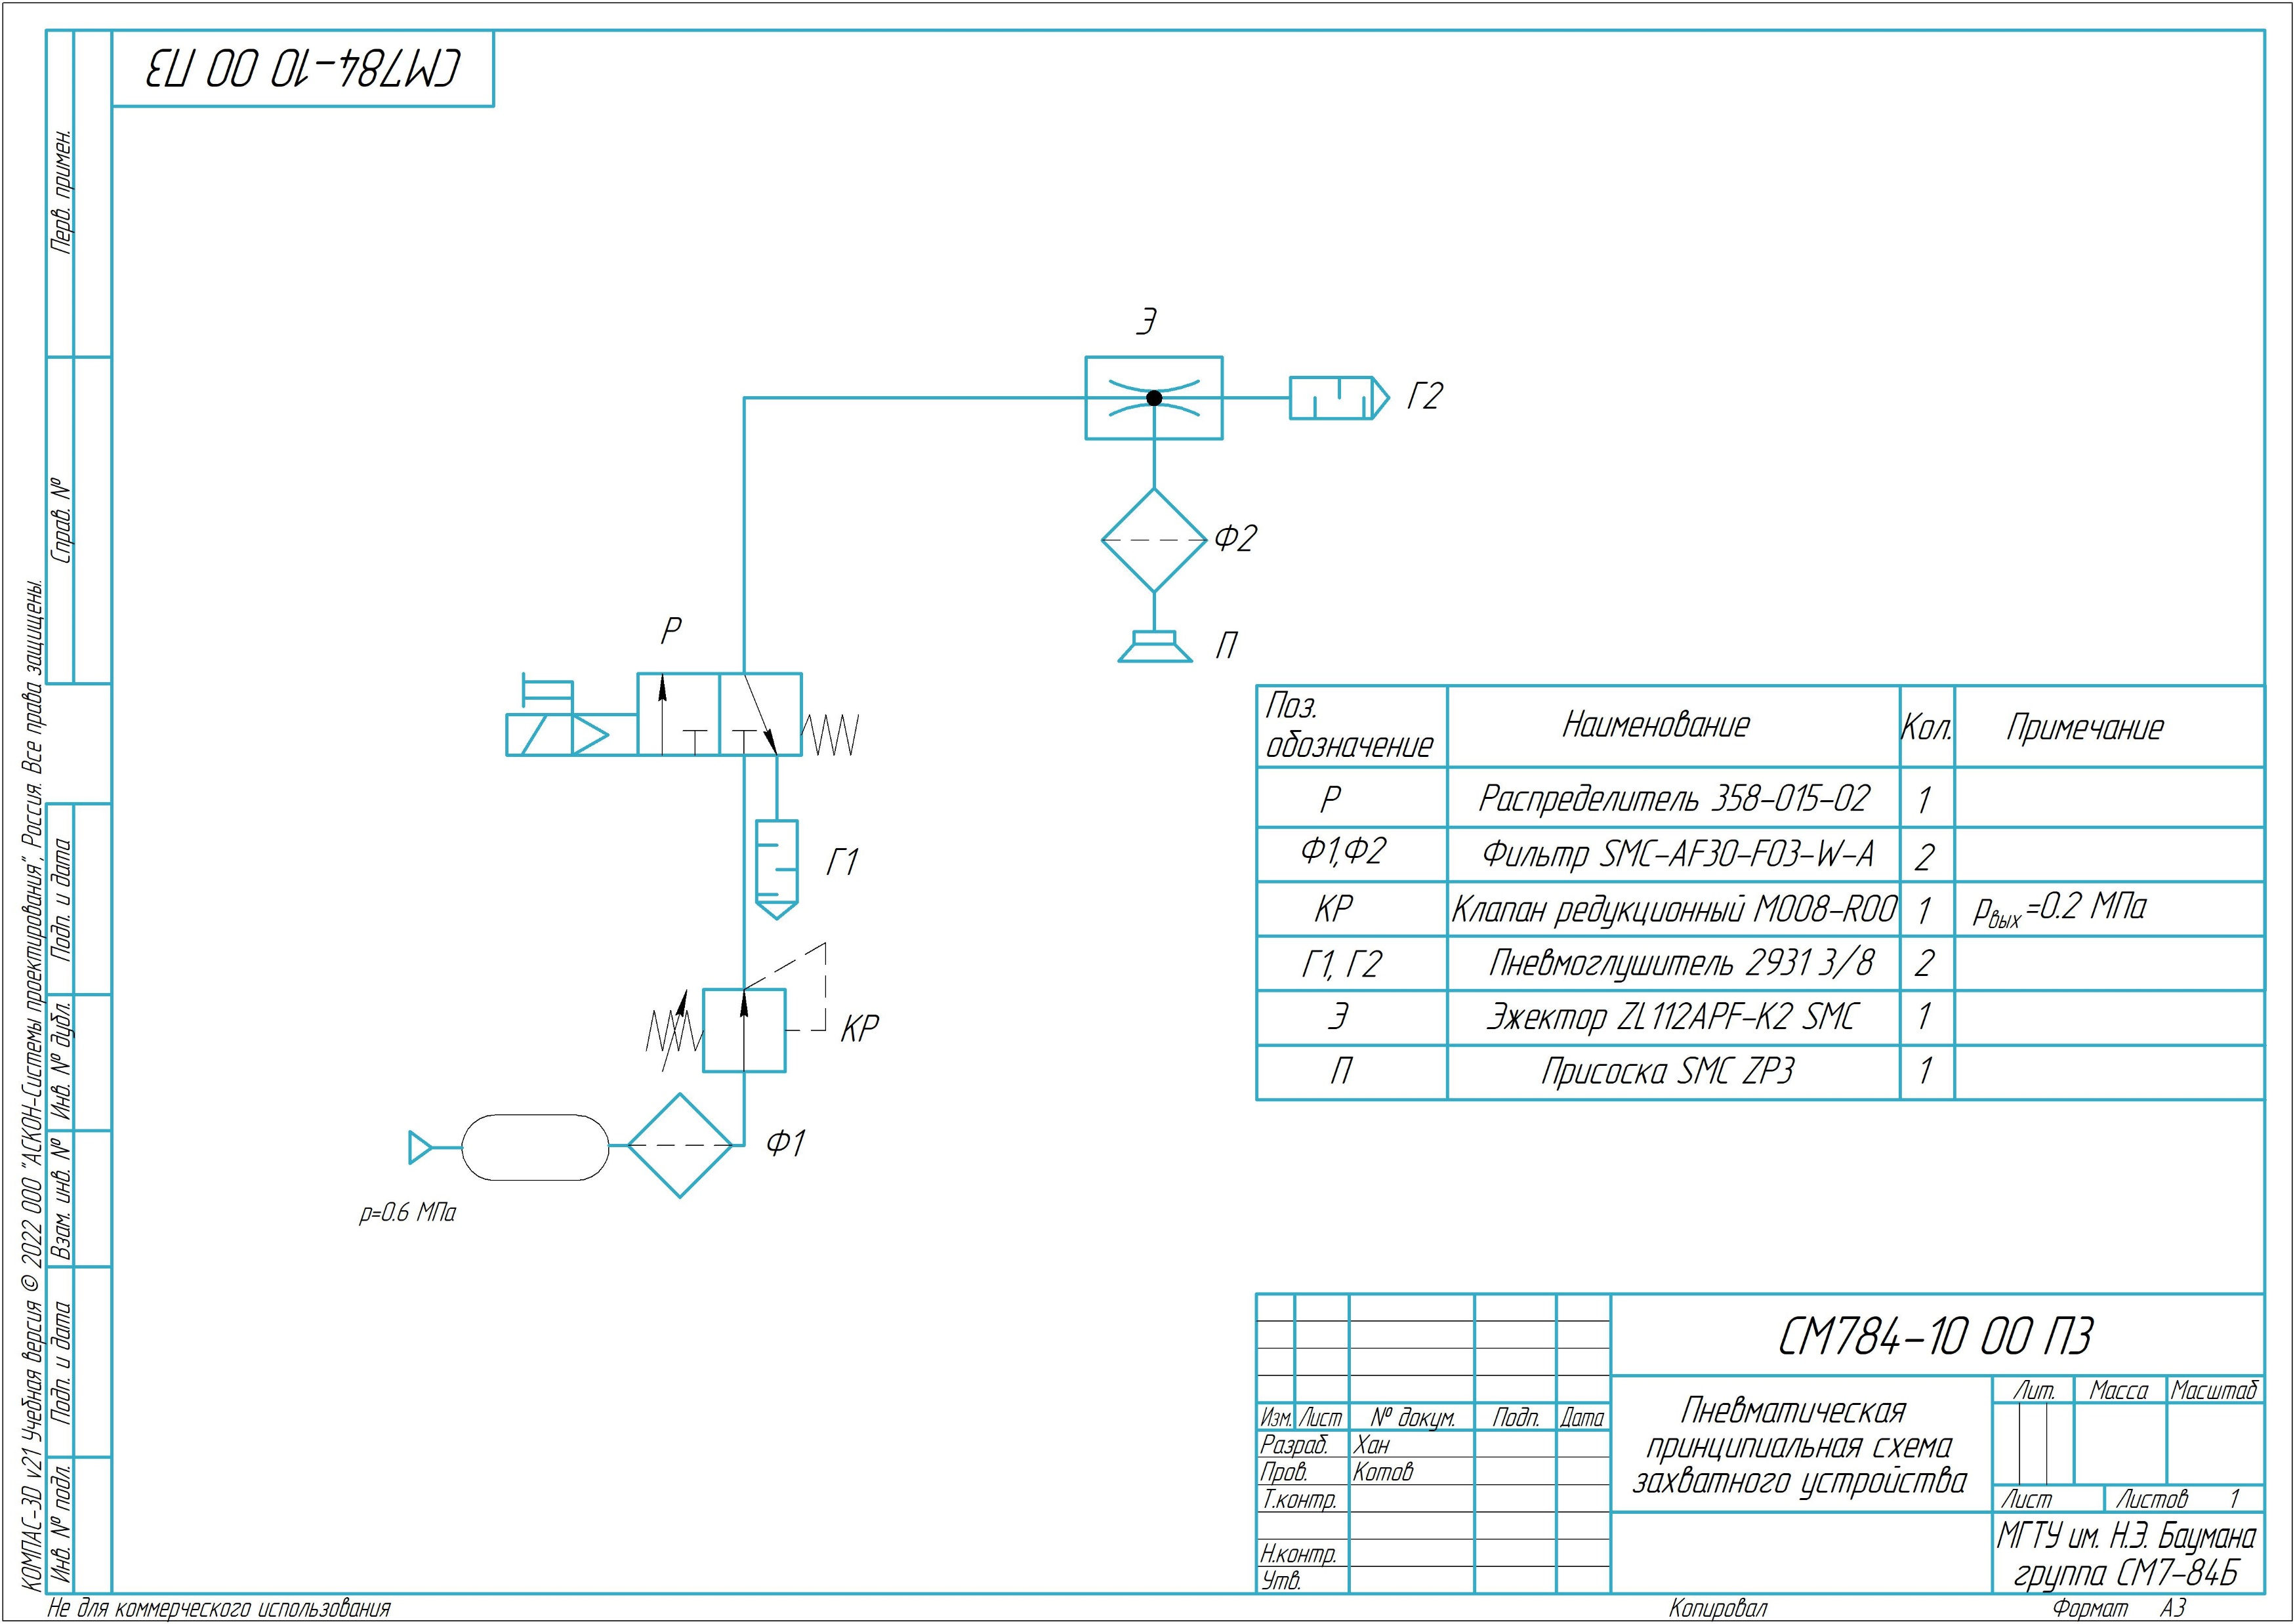 СМ784-10 00 ПЗ
Перв. примен.
Справ. №
Подп. и дата
Инв. № дубл.
Взам. инв. №
Подп. и дата
Инв. № подл.
КОМПАС-3D v21 Учебная версия © 2022 ООО "АСКОН-Системы проектирования", Россия. Все права защищены.
Э
Г2
Ф2
П
Р
Г1
КР
Ф1
р=0.6 МПа
Поз. обозначение Наименование Кол. Примечание
Р Распределитель 358-015-02 1
Ф1,Ф2 Фильтр SMC-AF30-F03-W-A 2
КР Клапан редукционный M008-R00 1 рвых=0.2 МПа
Г1, Г2 Пневмоглушитель 2931 3/8 2
Э Эжектор ZL112APF-K2 SMC 1
П Присоска SMC ZP3 1
СМ784-10 00 ПЗ
Изм. Лист № докум. Подп. Дата
Разраб. Хан
Пров. Котов
Т.контр.
Н.контр.
Утв.
Пневматическая
принципиальная схема
захватного устройства
Лит. Масса Масштаб
Лист Листов 1
МГТУ им. Н.Э. Баумана
группа СМ7-84Б
Не для коммерческого использования
Копировал
Формат А3